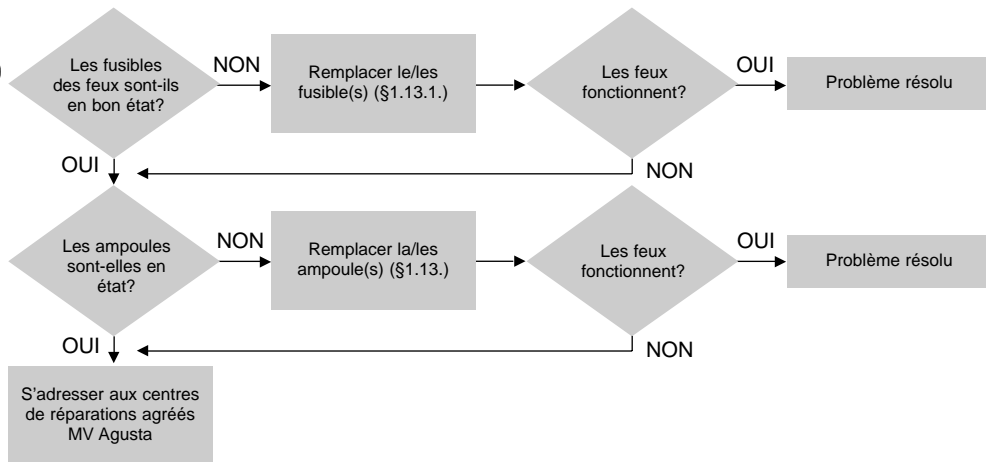 Les fusibles
des feux sont-ils
en bon état?
NON
Remplacer le/les
fusible(s) (§1.13.1.)
Les feux
fonctionnent?
OUI
Problème résolu
OUI
NON
Les ampoules
sont-elles en
état?
NON
Remplacer la/les
ampoule(s) (§1.13.)
Les feux
fonctionnent?
OUI
Problème résolu
OUI
NON
S'adresser aux centres
de réparations agréés
MV Agusta